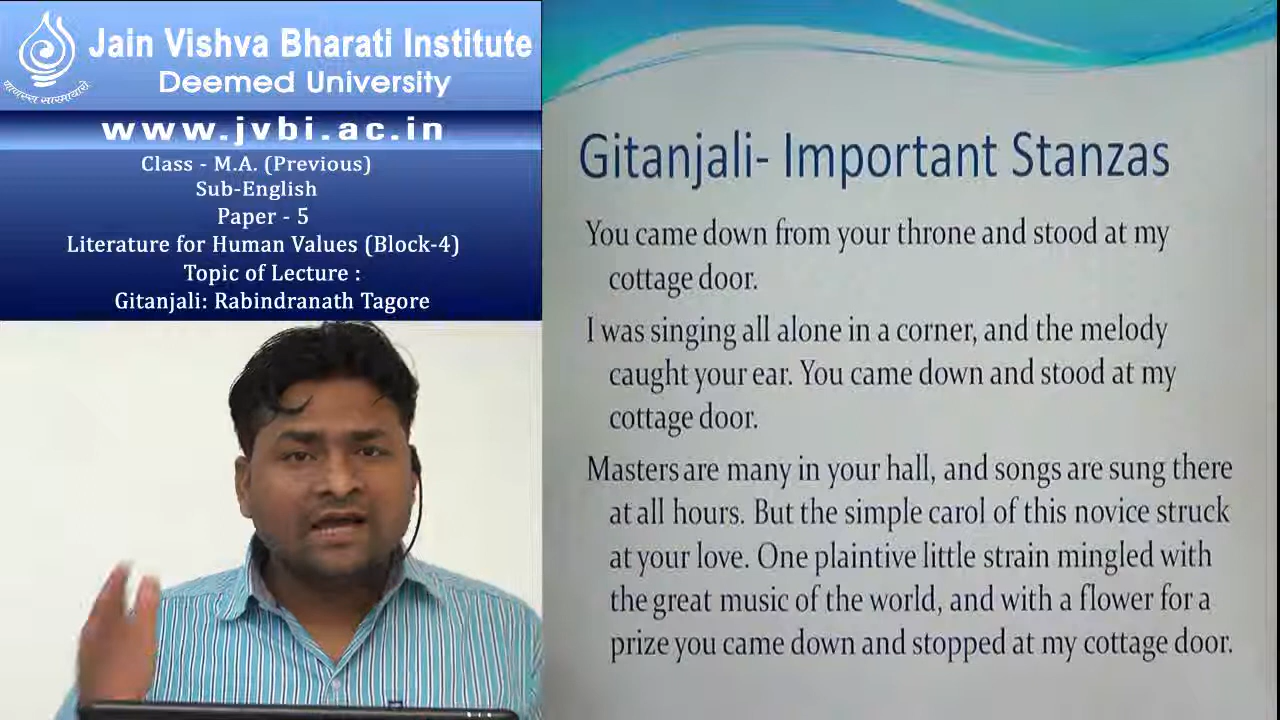 Jain Vishva Bharati Institute
Deemed University
www.jvbi.ac.in
Class - M.A. (Previous)
Sub-English
Paper - 5
Literature for Human Values (Block-4)
Topic of Lecture :
Gitanjali: Rabindranath Tagore
Gitanjali- Important Stanzas
You came down from your throne and stood at my
cottage door.
I was singing all alone in a corner, and the melody
caught your ear. You came down and stood at my
cottage door.
Masters are many in your hall, and songs are sung there
at all hours. But the simple carol of this novice struck
at your love. One plaintive little strain mingled with
the great music of the world, and with a flower for a
prize you came down and stopped at my cottage door.